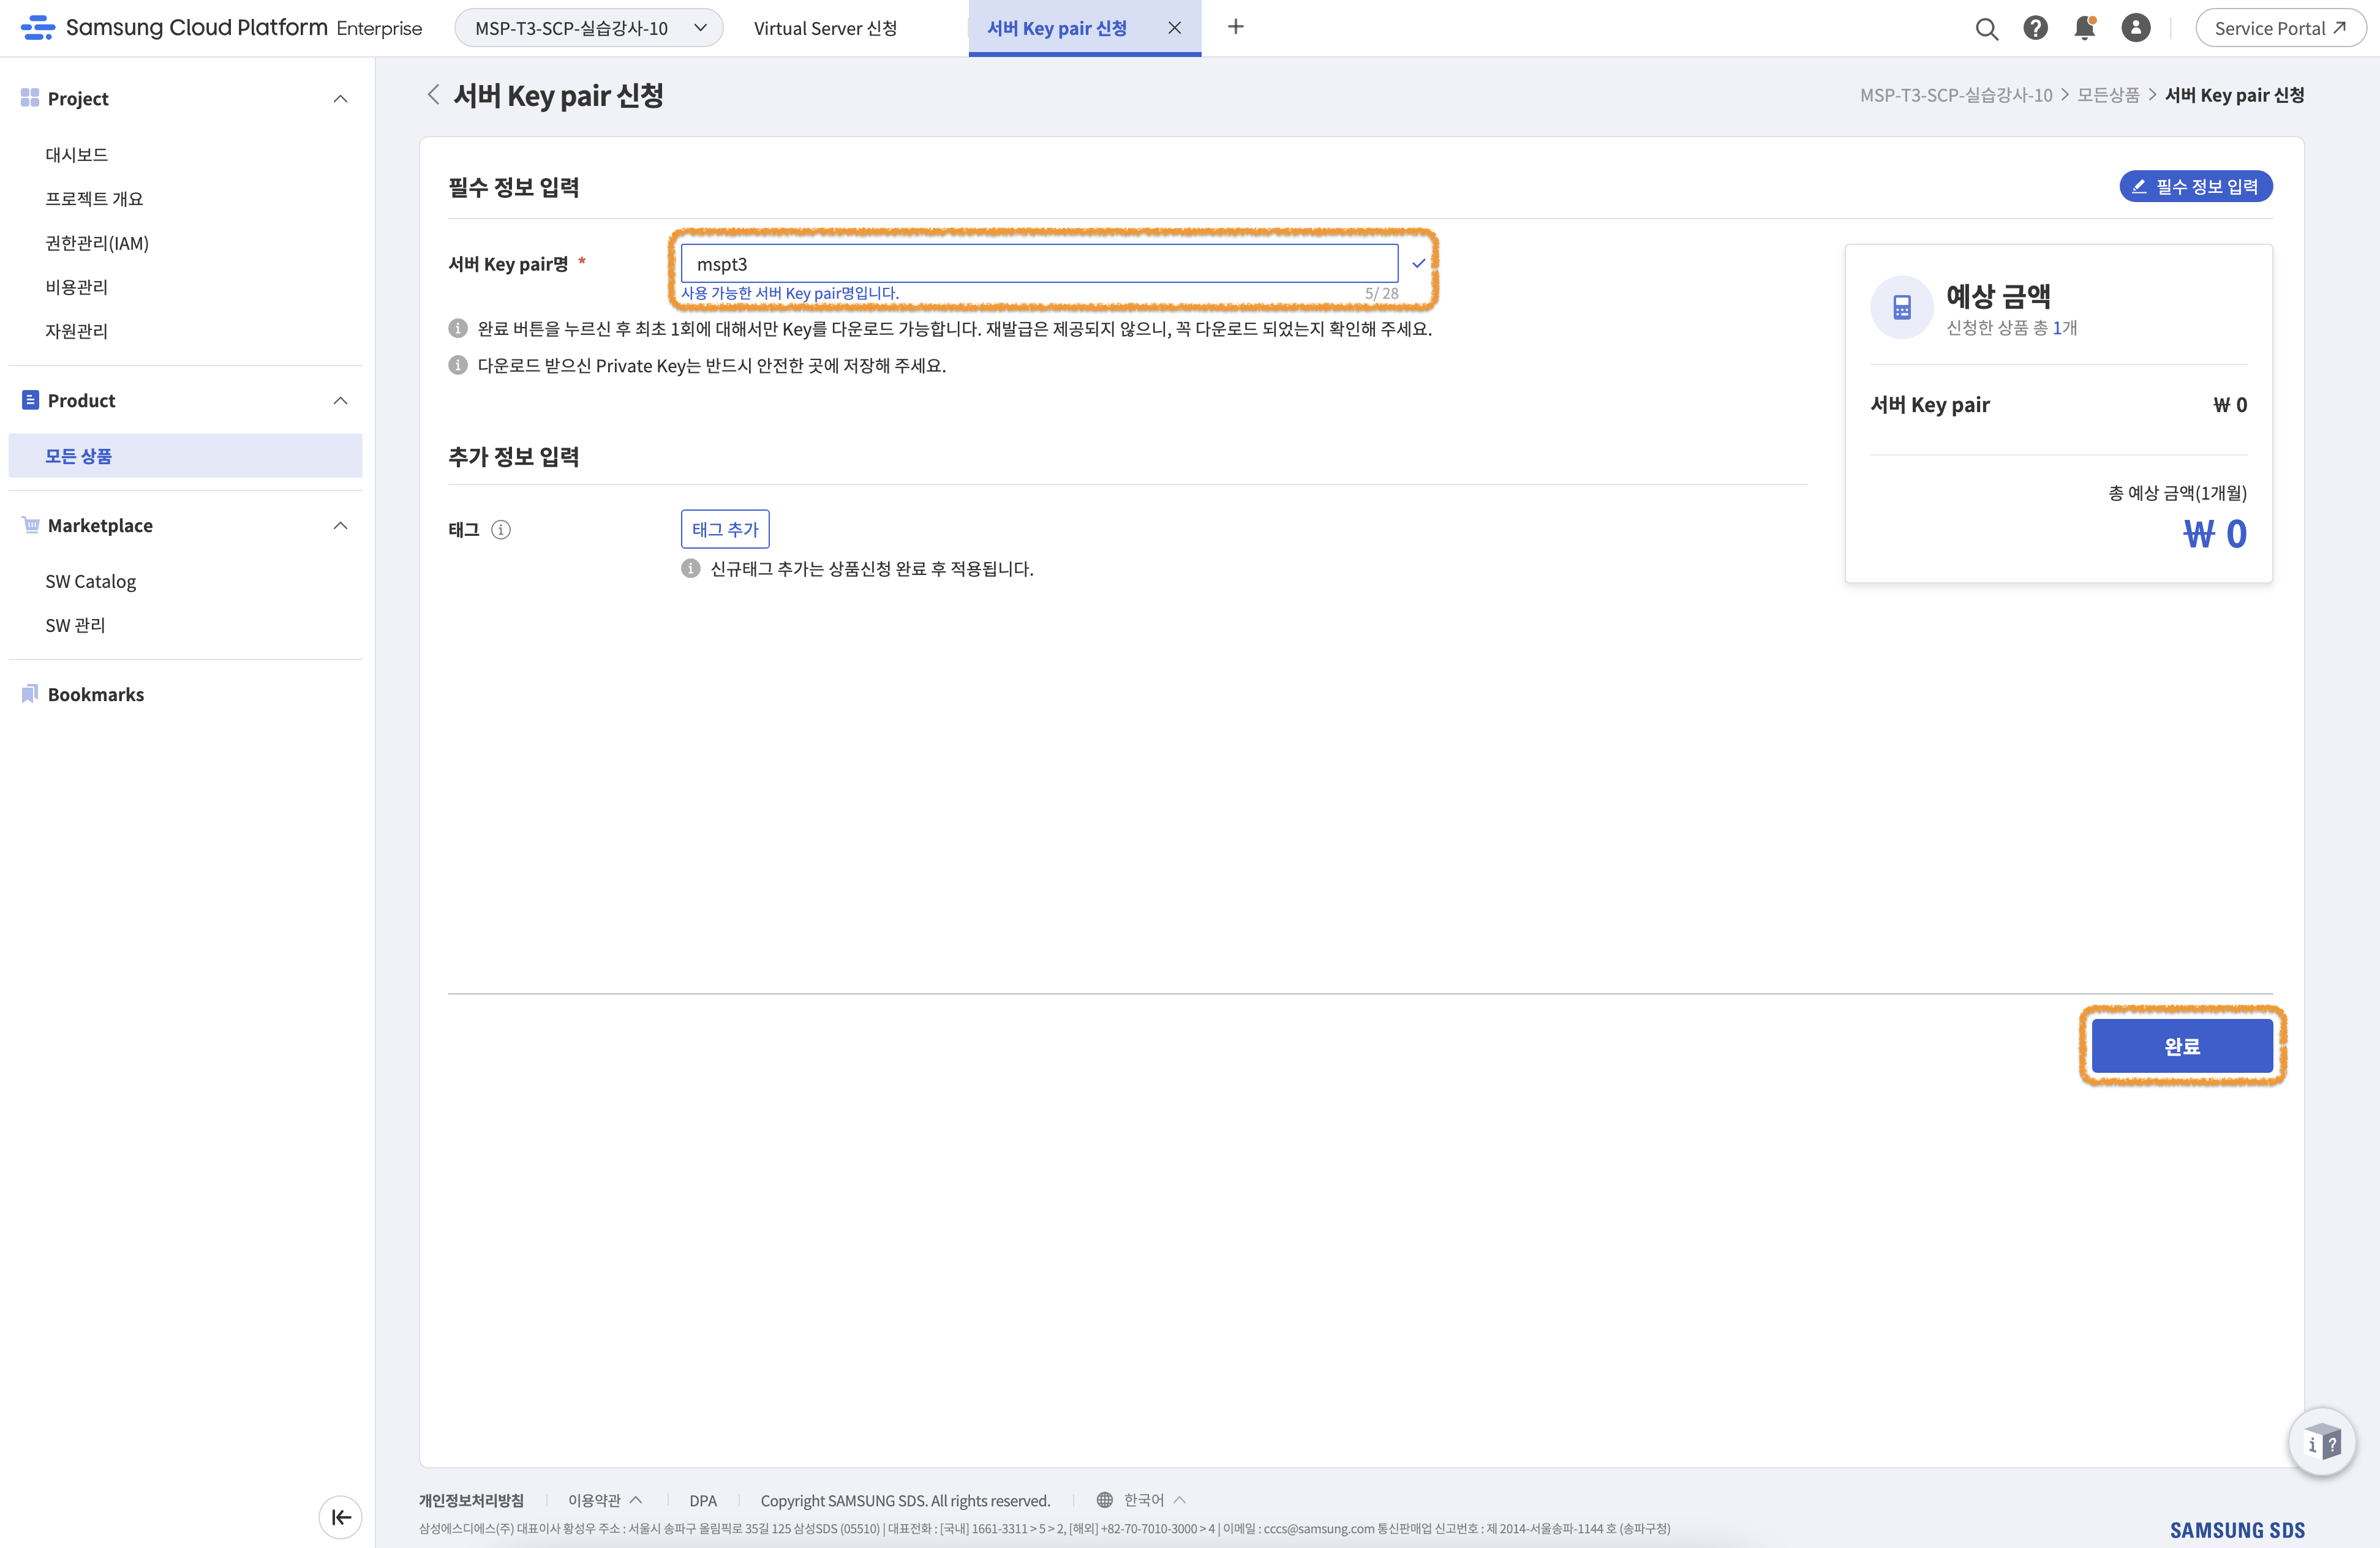 Samsung Cloud Platform Enterprise
MSP-T3-SCP-실습강사-10
Virtual Server 신청
서버 Key pair 신청
Service Portal
Project
대시보드
프로젝트 개요
권한관리(IAM)
비용관리
자원관리
Product
모든 상품
Marketplace
SW Catalog
SW 관리
Bookmarks
서버 Key pair 신청
MSP-T3-SCP-실습강사-10 > 모든상품 > 서버 Key pair 신청
필수 정보 입력
필수 정보 입력
서버 Key pair명 *
mspt3
사용 가능한 서버 Key pair명입니다.
5/ 28
완료 버튼을 누르신 후 최초 1회에 대해서만 Key를 다운로드 가능합니다. 재발급은 제공되지 않으니, 꼭 다운로드 되었는지 확인해 주세요.
다운로드 받으신 Private Key는 반드시 안전한 곳에 저장해 주세요.
예상 금액
신청한 상품 총 1개
서버 Key pair
₩ 0
총 예상 금액(1개월)
₩ 0
추가 정보 입력
태그
태그 추가
신규태그 추가는 상품신청 완료 후 적용됩니다.
완료
개인정보처리방침
이용약관
DPA
Copyright SAMSUNG SDS. All rights reserved.
한국어
삼성에스디에스(주) 대표이사 황성우 주소 : 서울시 송파구 올림픽로 35길 125 삼성SDS (05510) | 대표전화 : [국내] 1661-3311 > 5 > 2, [해외] +82-70-7010-3000 > 4 | 이메일 : cccs@samsung.com 통신판매업 신고번호 : 제 2014-서울송파-1144 호 (송파구청)
SAMSUNG SDS